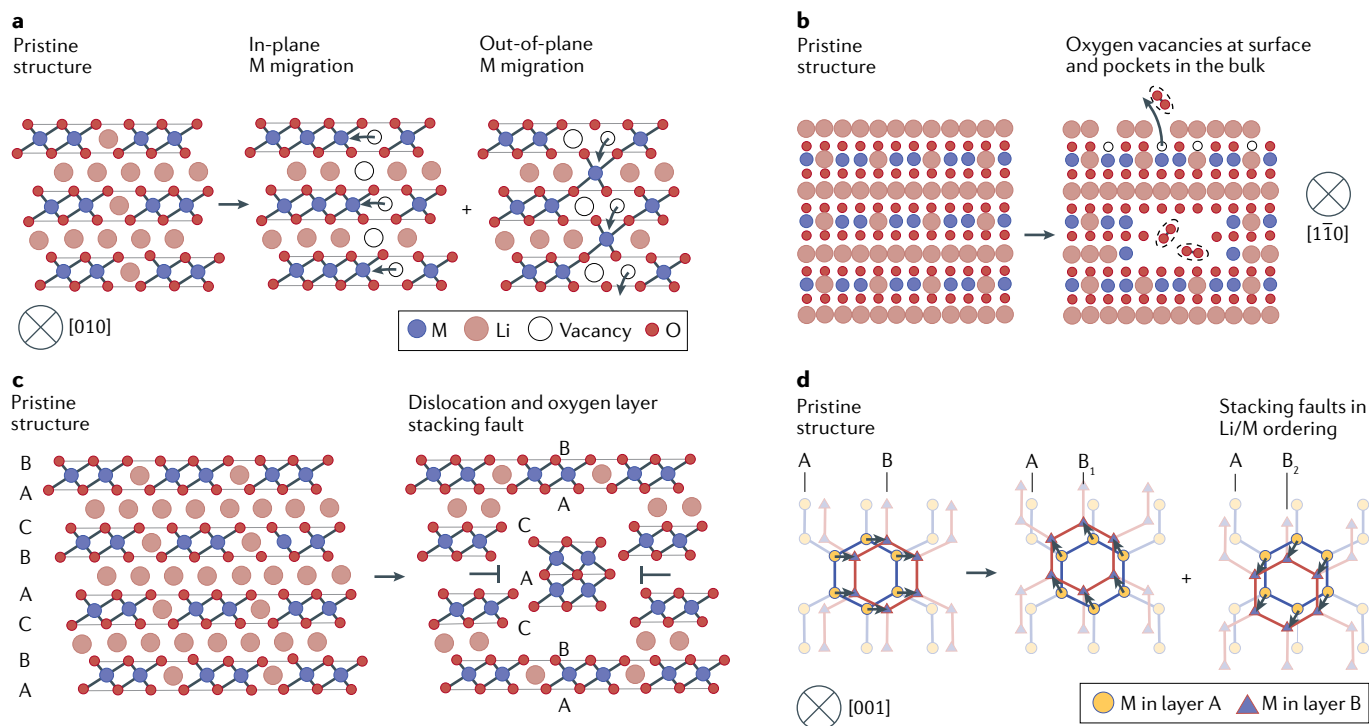 a
Pristine
structure
In-plane
M migration
Out-of-plane
M migration
+
[010]
M
Li
Vacancy
O
b
Pristine
structure
Oxygen vacancies at surface
and pockets in the bulk
[11̅0]
c
Pristine
structure
Dislocation and oxygen layer
stacking fault
B
A
C
B
A
C
B
A
B
A
C
A
C
B
A
d
Pristine
structure
Stacking faults in
Li/M ordering
A
B
A
B₁
A
B₂
+
[001]
M in layer A
M in layer B